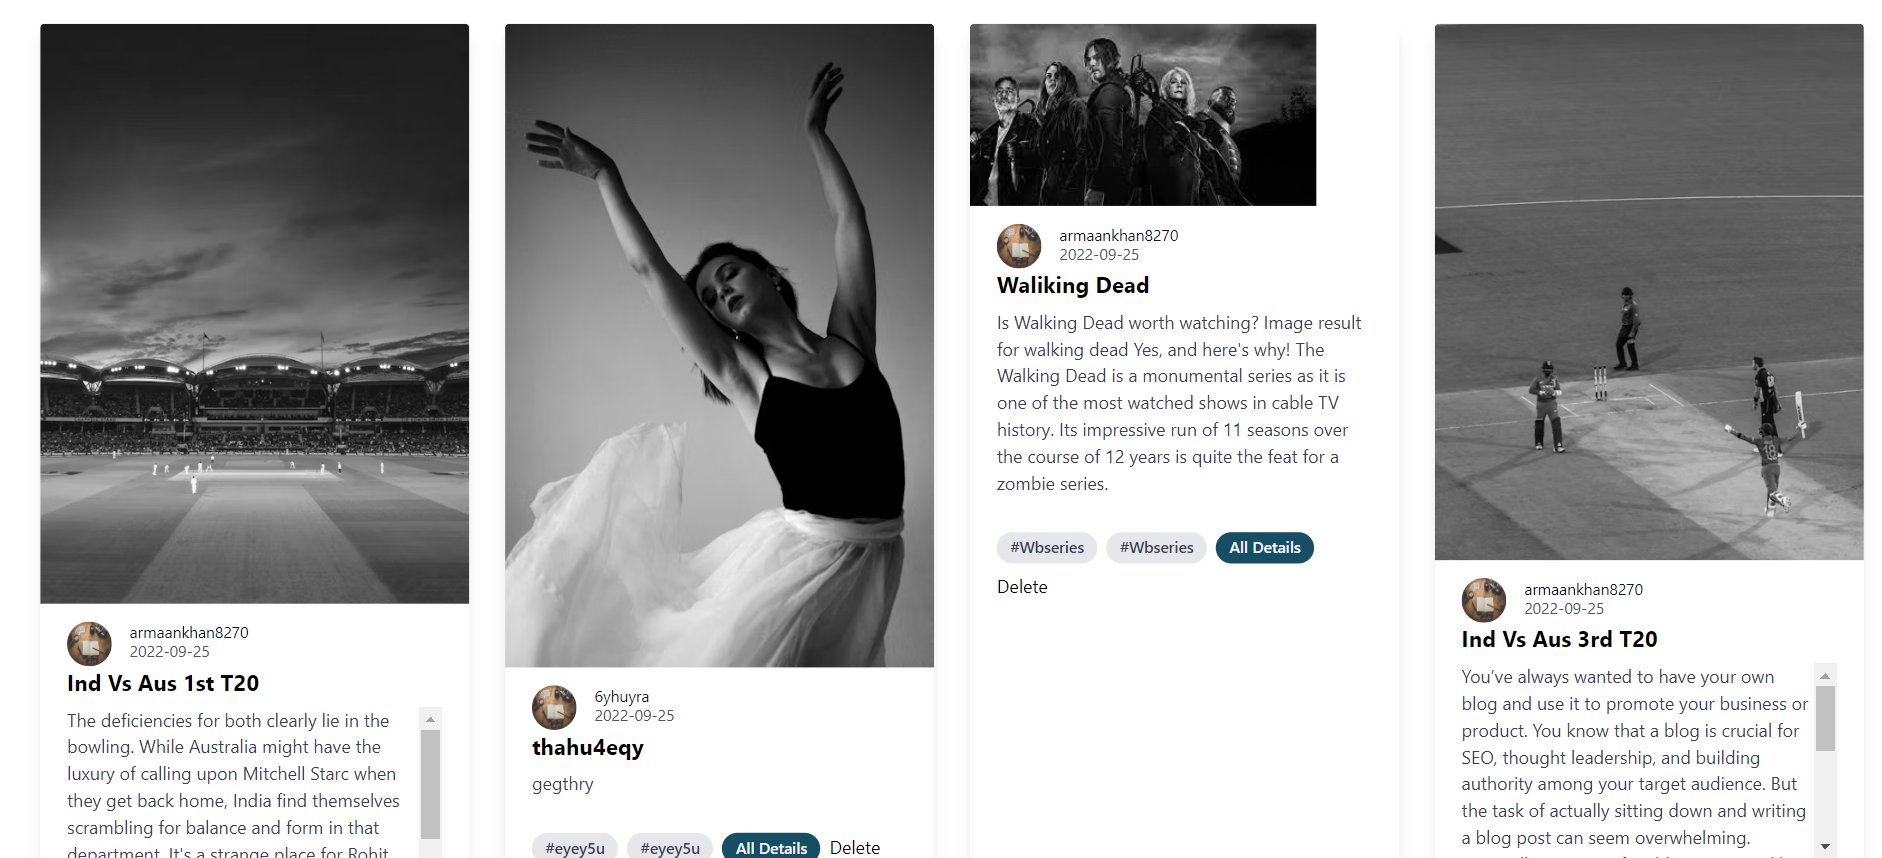 armaankhan8270
2022-09-25
Ind Vs Aus 1st T20
The deficiencies for both clearly lie in the
bowling. While Australia might have the
luxury of calling upon Mitchell Starc when
they get back home, India find themselves
scrambling for balance and form in that
department. It's a strange place for Rohit
6yhuyra
2022-09-25
thahu4eqy
gegthry
#eyey5u #eyey5u All Details Delete
armaankhan8270
2022-09-25
Waliking Dead
Is Walking Dead worth watching? Image result
for walking dead Yes, and here's why! The
Walking Dead is a monumental series as it is
one of the most watched shows in cable TV
history. Its impressive run of 11 seasons over
the course of 12 years is quite the feat for a
zombie series.
#Wbseries #Wbseries All Details
Delete
18
armaankhan8270
2022-09-25
Ind Vs Aus 3rd T20
You've always wanted to have your own
blog and use it to promote your business or
product. You know that a blog is crucial for
SEO, thought leadership, and building
authority among your target audience. But
the task of actually sitting down and writing
a blog post can seem overwhelming.